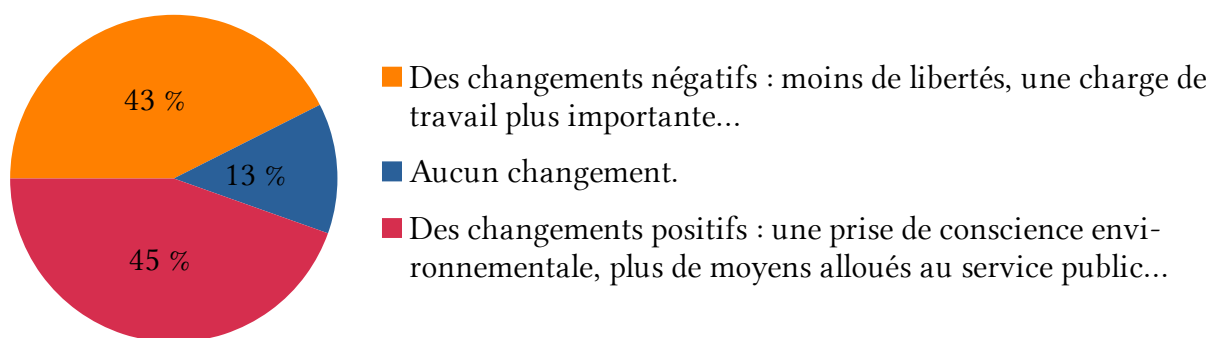 43 %
Des changements négatifs : moins de libertés, une charge de
travail plus importante...
13 %
Aucun changement.
45 %
Des changements positifs : une prise de conscience envi-
ronnementale, plus de moyens alloués au service public...